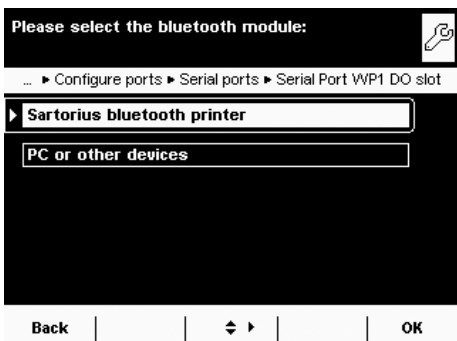 Please select the bluetooth module:
... ▸ Configure ports ▸ Serial ports ▸ Serial Port WP1 DO slot
Sartorius bluetooth printer
PC or other devices
Back OK